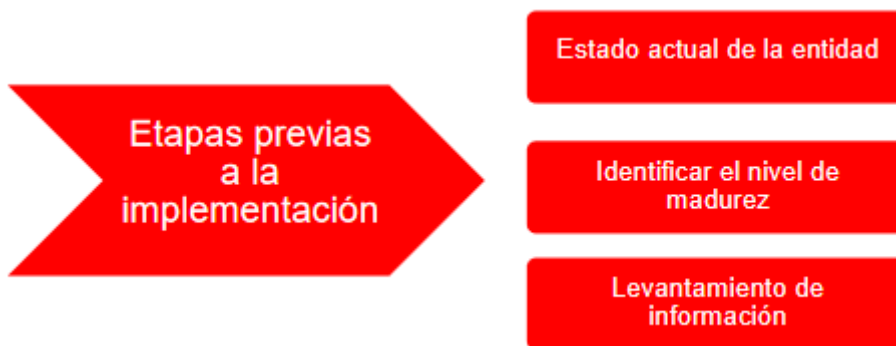 Etapas previas
a la
implementación
Estado actual de la entidad
Identificar el nivel de
madurez
Levantamiento de
información